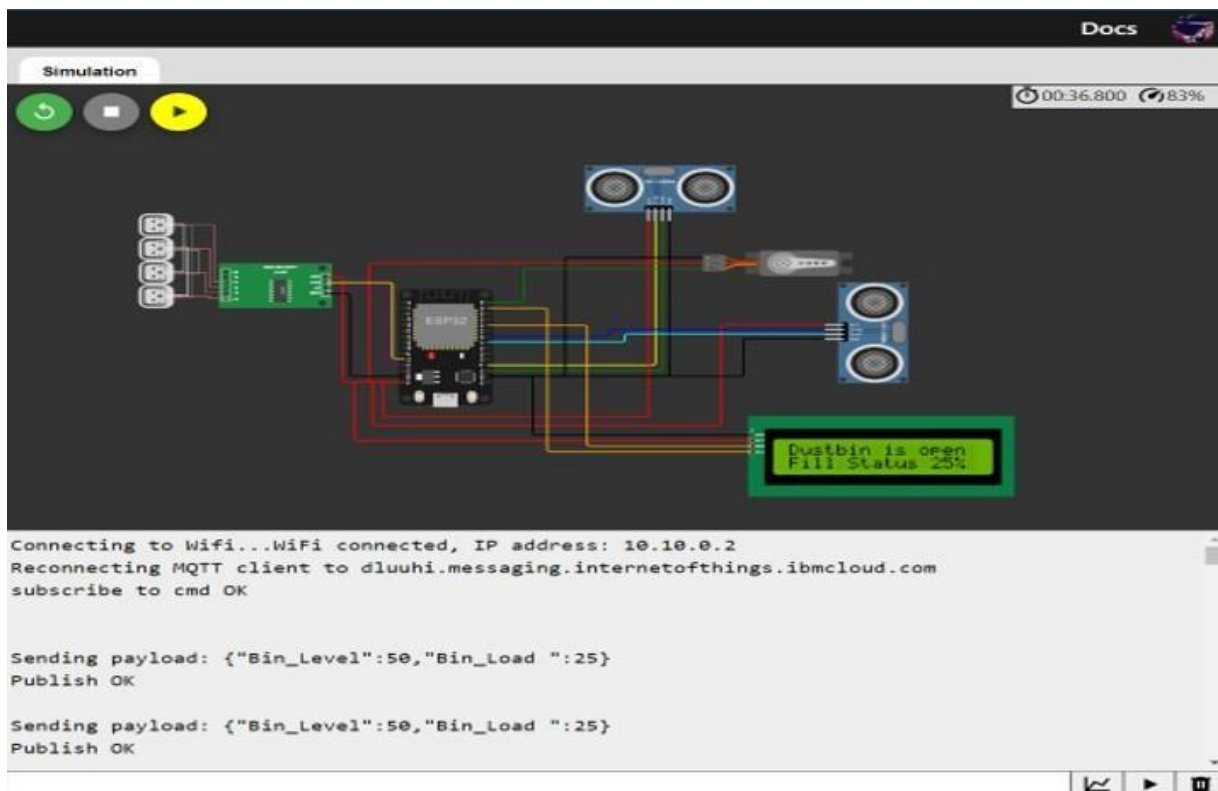 Docs
Simulation
00:36.800 83%
ESP32
Dustbin is open
Fill Status 25%
Connecting to Wifi...WiFi connected, IP address: 10.10.0.2
Reconnecting MQTT client to dluuhi.messaging.internetofthings.ibmcloud.com
subscribe to cmd OK
Sending payload: {"Bin_Level":50,"Bin_Load ":25}
Publish OK
Sending payload: {"Bin_Level":50,"Bin_Load ":25}
Publish OK